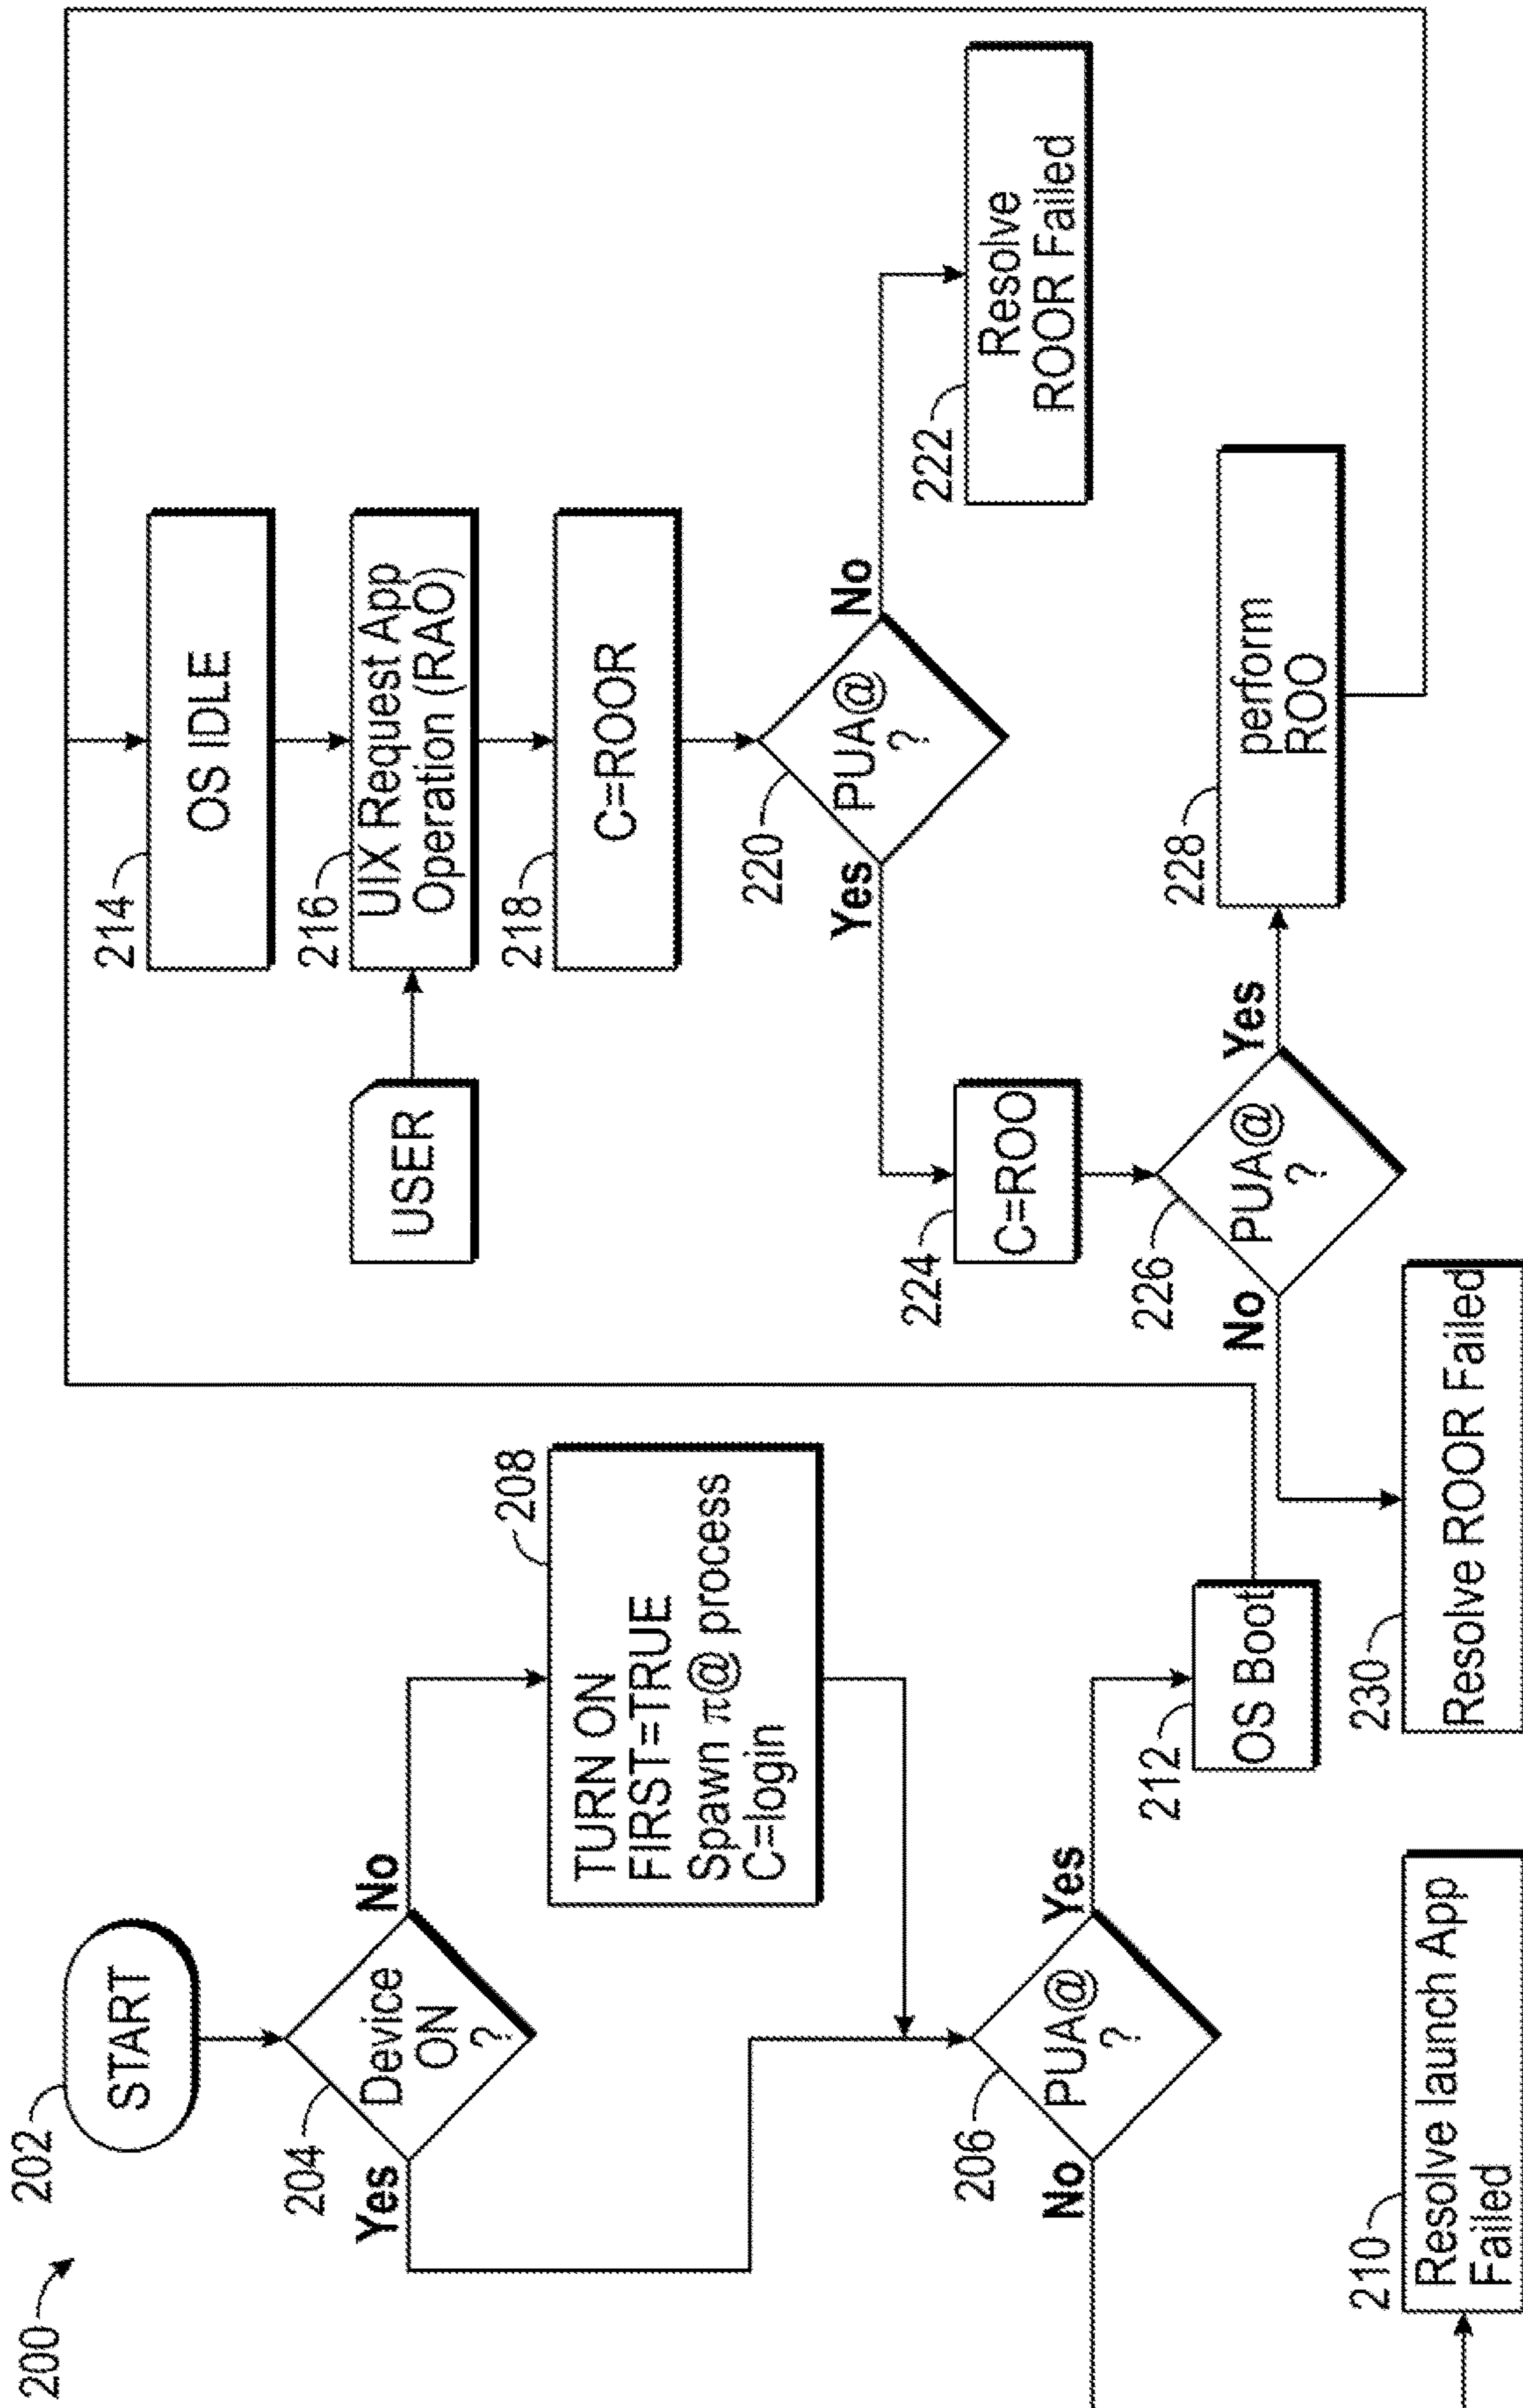 200
202
START
204
Device
ON
?
Yes
No
208
TURN ON
FIRST=TRUE
Spawn π@ process
C=login
206
PUA@
?
No
Yes
210
Resolve launch App
Failed
212
OS Boot
214
OS IDLE
USER
216
UIX Request App
Operation (RAO)
218
C=ROOR
220
PUA@
?
Yes
No
222
Resolve
ROOR Failed
224
C=ROO
226
PUA@
?
No
Yes
228
perform
ROO
230
Resolve ROOR Failed